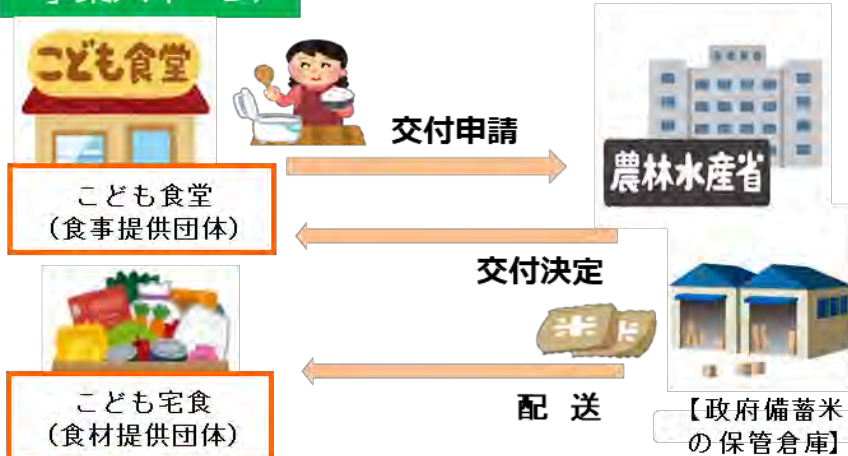 こども食堂
交付申請
農林水産省
こども食堂
（食事提供団体）
交付決定
米
米
こども宅食
（食材提供団体）
配 送
【政府備蓄米
の保管倉庫】